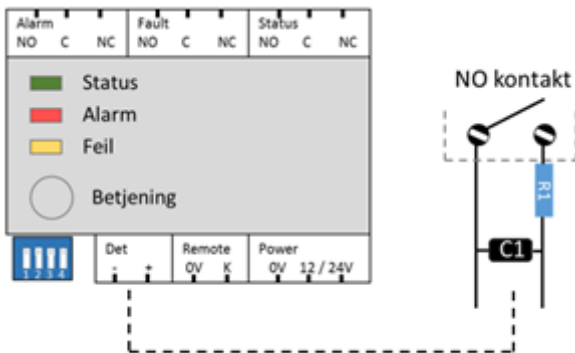 Alarm Fault Status
NO C NC NO C NC NO C NC
Status
NO kontakt
Alarm
Feil
R1
Betjening
C1
Det Remote Power
- + 0V K 0V 12 / 24V
1 2 3 4